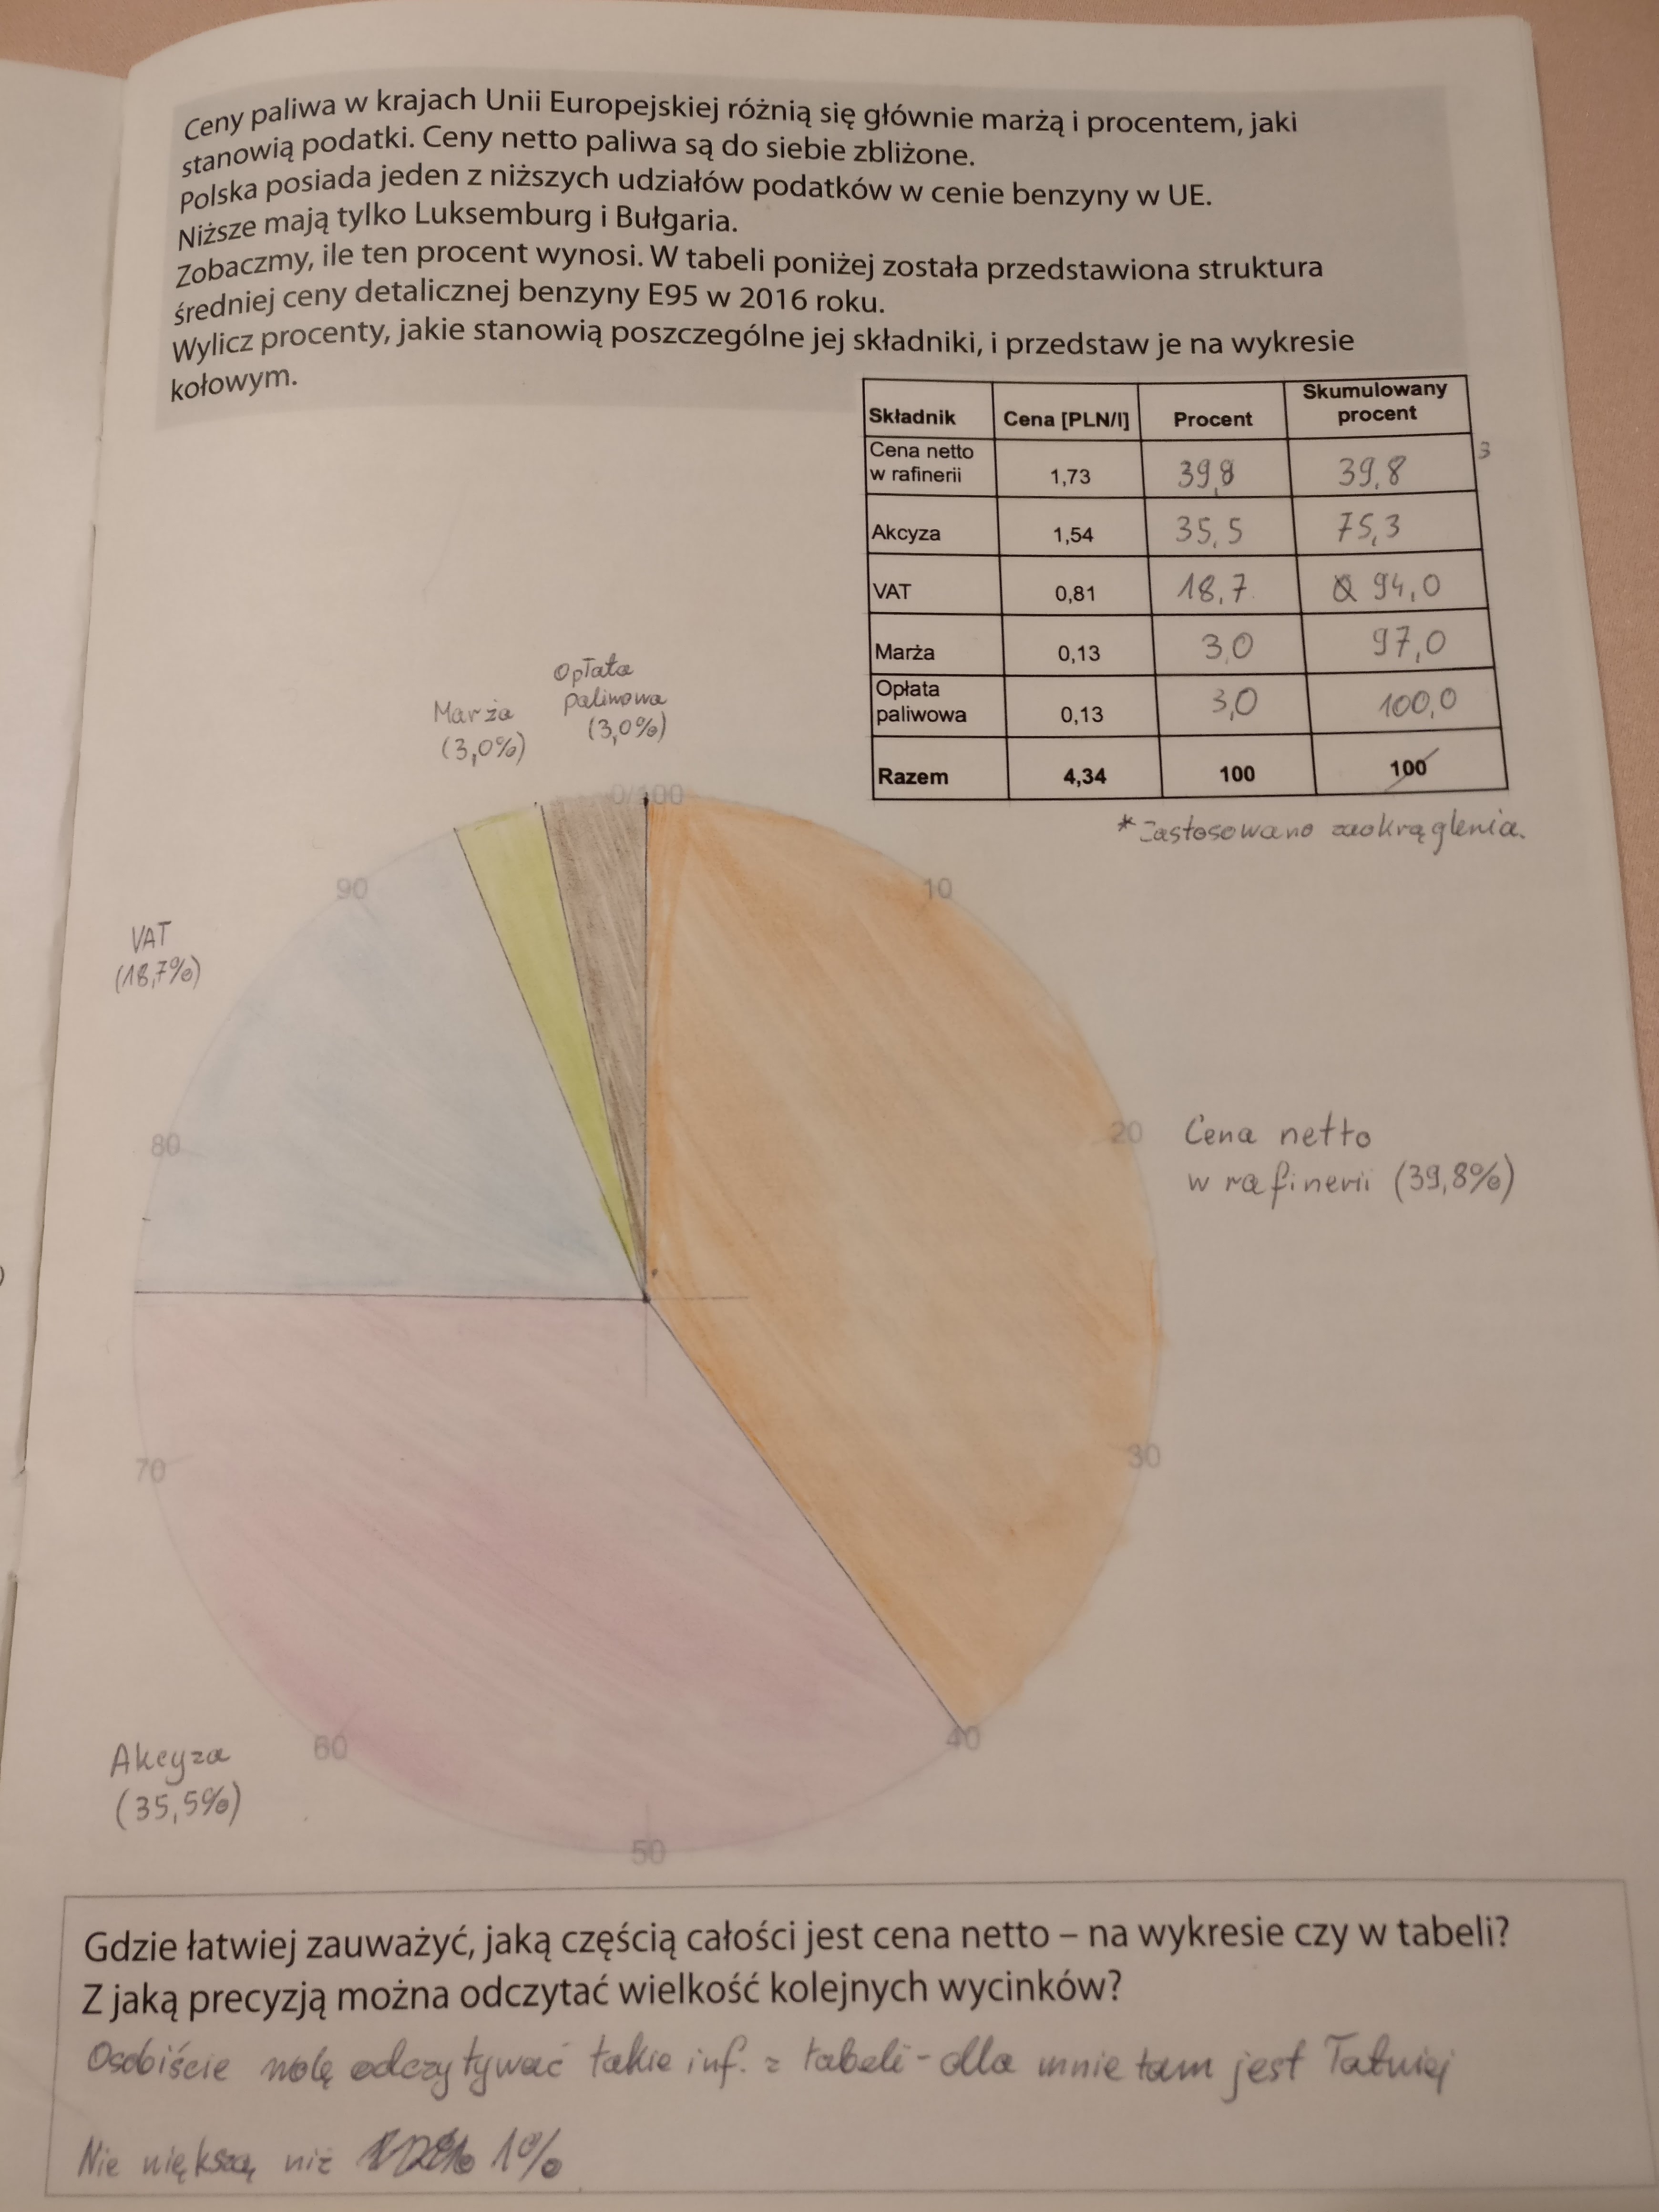 Ceny paliwa w krajach Unii Europejskiej różnią się głównie marżą i procentem, jaki
stanowią podatki. Ceny netto paliwa są do siebie zbliżone.
Polska posiada jeden z niższych udziałów podatków w cenie benzyny w UE.
Niższe mają tylko Luksemburg i Bułgaria.
Zobaczmy, ile ten procent wynosi. W tabeli poniżej została przedstawiona struktura
średniej ceny detalicznej benzyny E95 w 2016 roku.
Wylicz procenty, jakie stanowią poszczególne jej składniki, i przedstaw je na wykresie
kołowym.
Składnik Cena [PLN/l] Procent Skumulowany
procent
Cena netto
w rafinerii 1,73 39,8 39,8 3
Akcyza 1,54 35,5 75,3
VAT 0,81 18,7 94,0
Marża 0,13 3,0 97,0
Opłata
paliwowa 0,13 3,0 100,0
Razem 4,34 100 100
*Zastosowano zaokrąglenia.
Opłata
paliwowa
(3,0%)
Marża
(3,0%)
0/100
90
10
VAT
(18,7%)
80
20
Cena netto
w rafinerii (39,8%)
70
30
60
40
Akcyza
(35,5%)
50
Gdzie łatwiej zauważyć, jaką częścią całości jest cena netto – na wykresie czy w tabeli?
Z jaką precyzją można odczytać wielkość kolejnych wycinków?
Osobiście wolę odczytywać takie inf. z tabeli - dla mnie tam jest łatwiej
Nie większą niż 1%